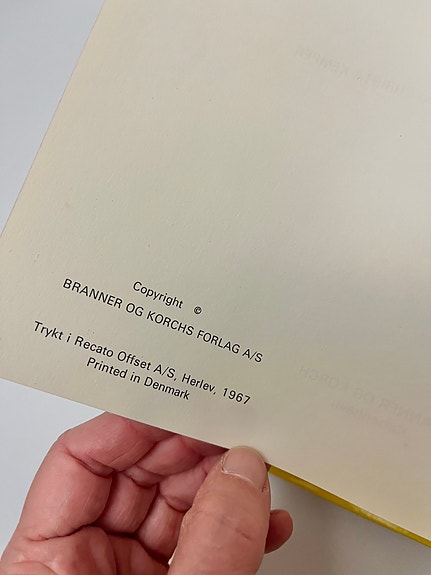 Copyright ©
BRANNER OG KORCHS FORLAG A/S
Trykt i Recato Offset A/S, Herlev, 1967
Printed in Denmark